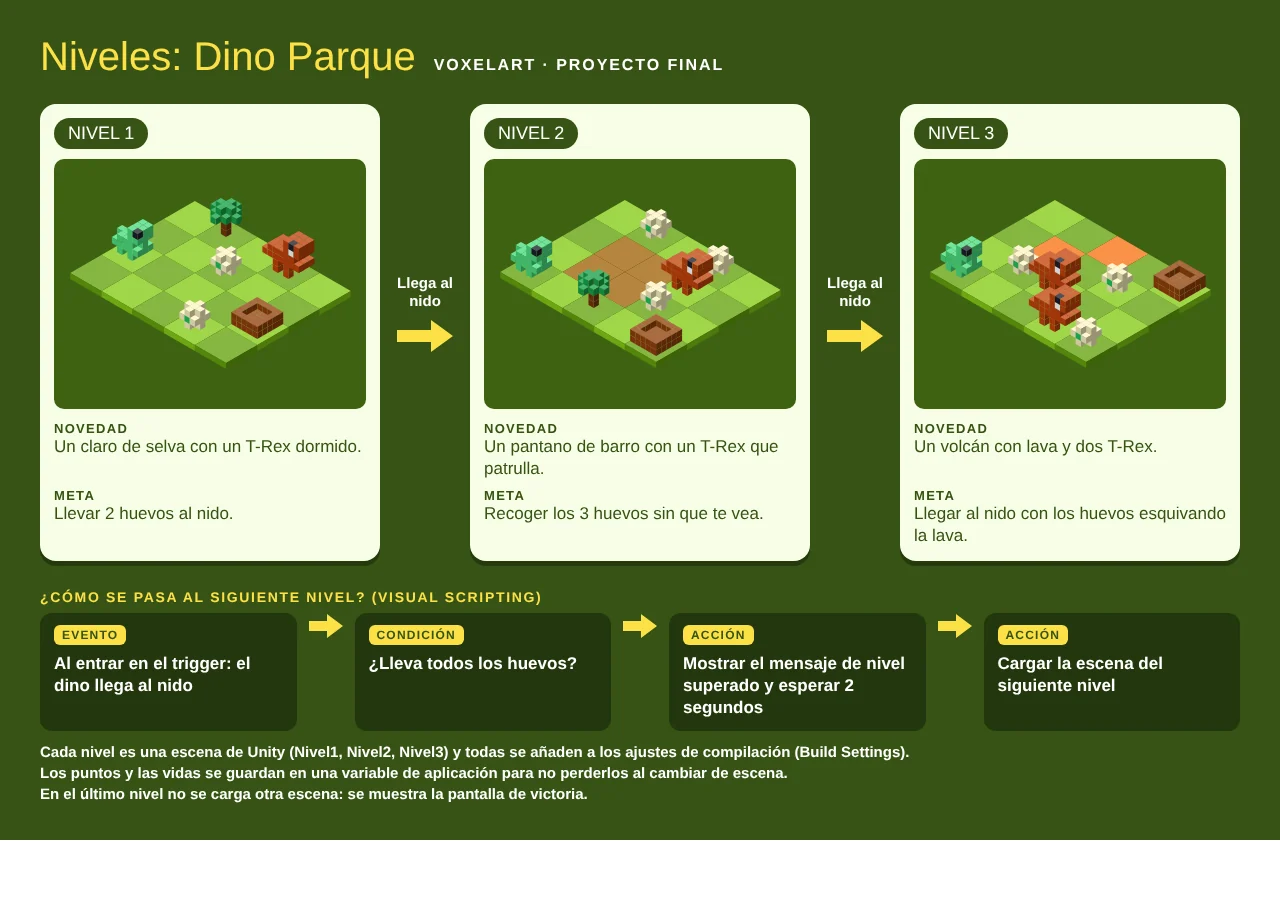 Niveles: Dino Parque VOXELART · PROYECTO FINAL
NIVEL 1
NOVEDAD
Un claro de selva con un T-Rex dormido.
META
Llevar 2 huevos al nido.
Llega al
nido
NIVEL 2
NOVEDAD
Un pantano de barro con un T-Rex que
patrulla.
META
Recoger los 3 huevos sin que te vea.
Llega al
nido
NIVEL 3
NOVEDAD
Un volcán con lava y dos T-Rex.
META
Llegar al nido con los huevos esquivando
la lava.
¿CÓMO SE PASA AL SIGUIENTE NIVEL? (VISUAL SCRIPTING)
EVENTO
Al entrar en el trigger: el
dino llega al nido
CONDICIÓN
¿Lleva todos los huevos?
ACCIÓN
Mostrar el mensaje de nivel
superado y esperar 2
segundos
ACCIÓN
Cargar la escena del
siguiente nivel
Cada nivel es una escena de Unity (Nivel1, Nivel2, Nivel3) y todas se añaden a los ajustes de compilación (Build Settings).
Los puntos y las vidas se guardan en una variable de aplicación para no perderlos al cambiar de escena.
En el último nivel no se carga otra escena: se muestra la pantalla de victoria.